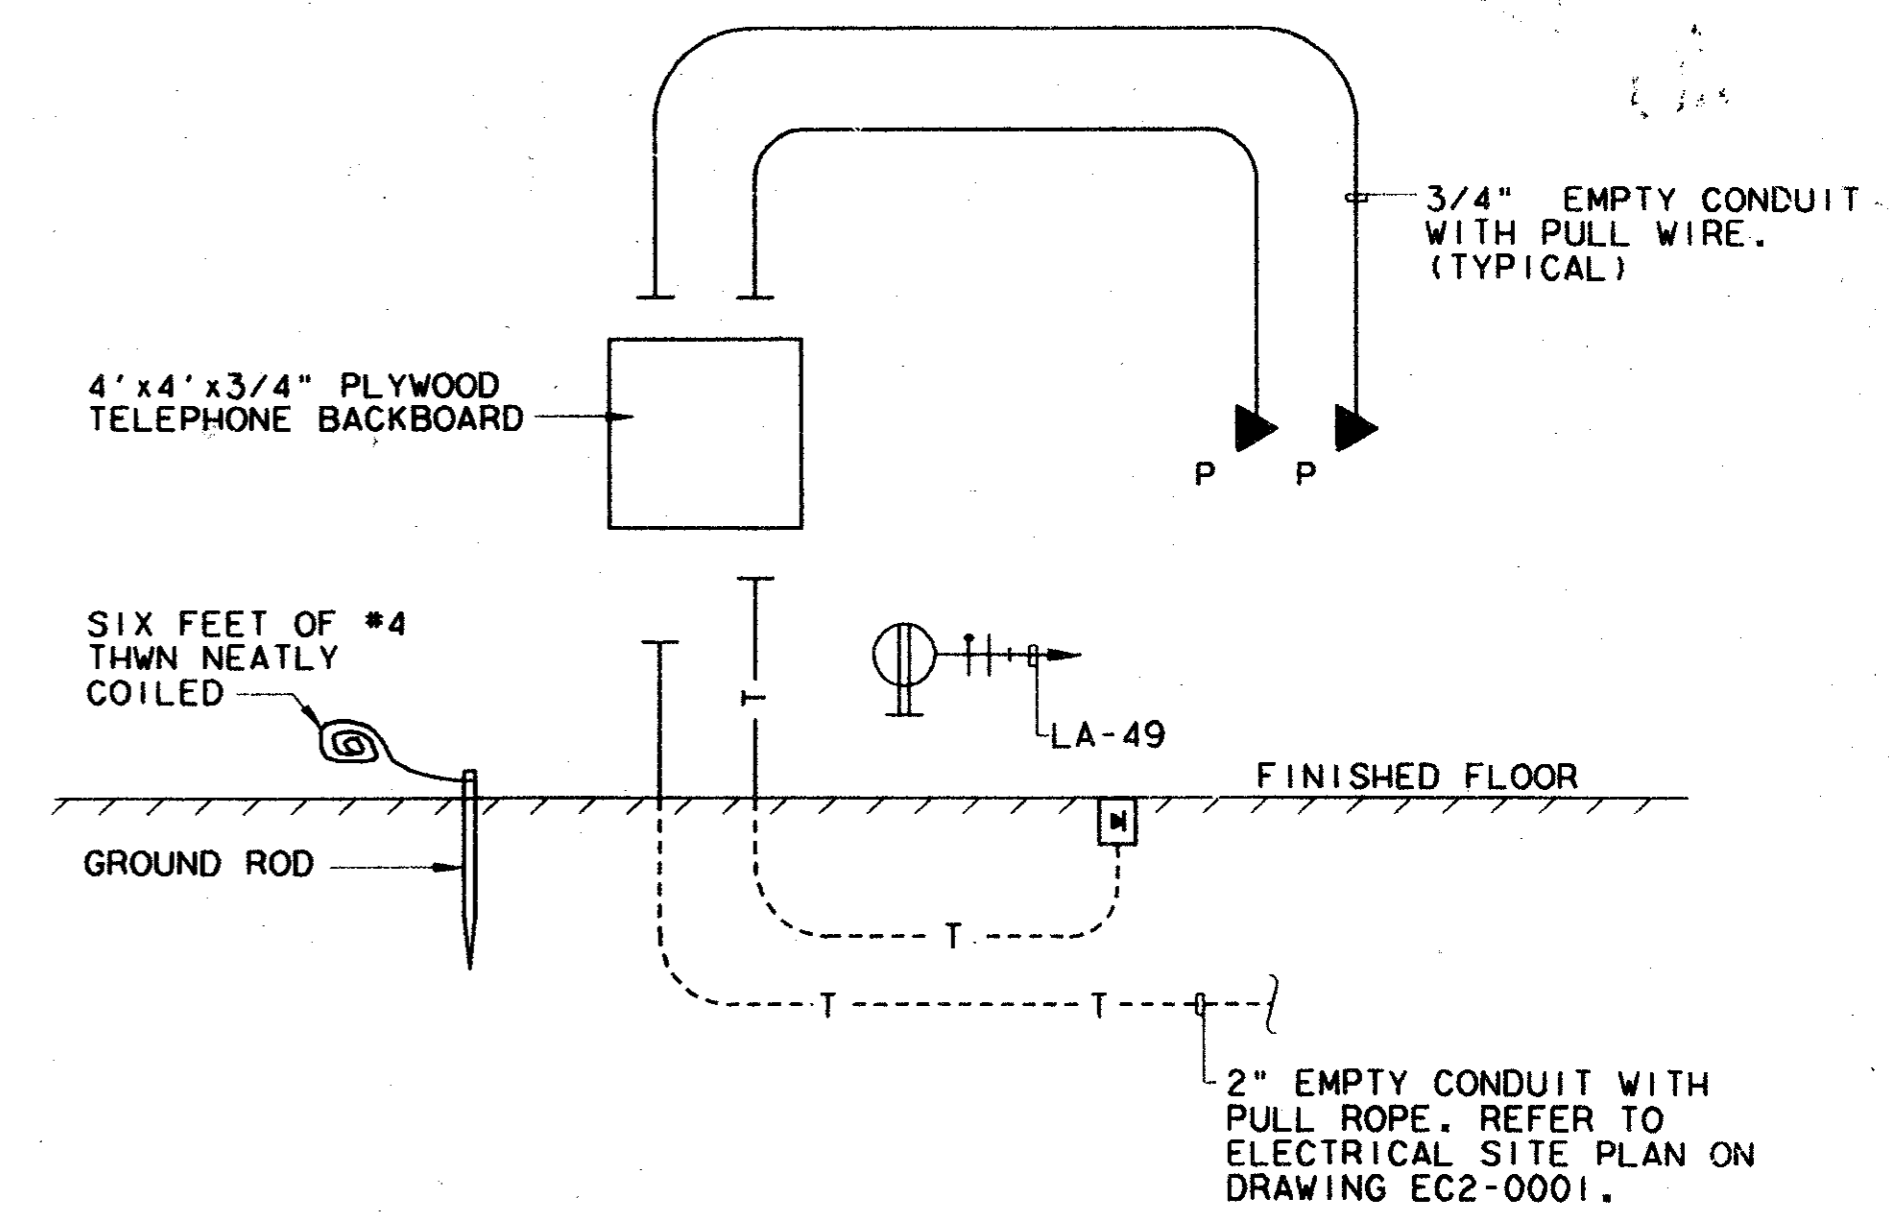 3/4" EMPTY CONDUIT
WITH PULL WIRE.
(TYPICAL)
4'x4'x3/4" PLYWOOD
TELEPHONE BACKBOARD
P P
SIX FEET OF #4
THWN NEATLY
COILED
T
LA-49
FINISHED FLOOR
GROUND ROD
T
T T
2" EMPTY CONDUIT WITH
PULL ROPE. REFER TO
ELECTRICAL SITE PLAN ON
DRAWING EC2-0001.